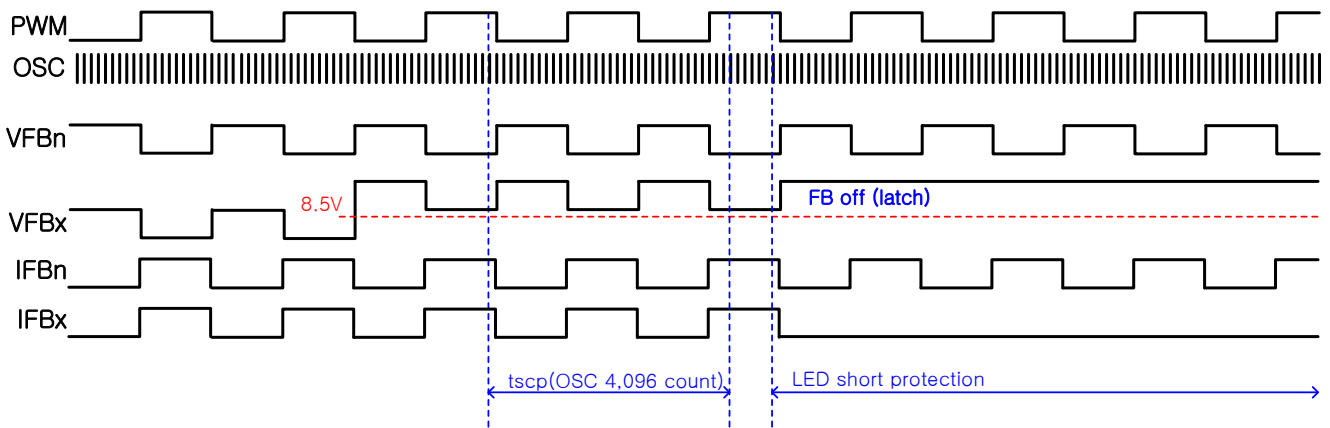 PWM
OSC
VFBn
8.5V
FB off (latch)
VFBx
IFBn
IFBx
tscp(OSC 4,096 count)
LED short protection